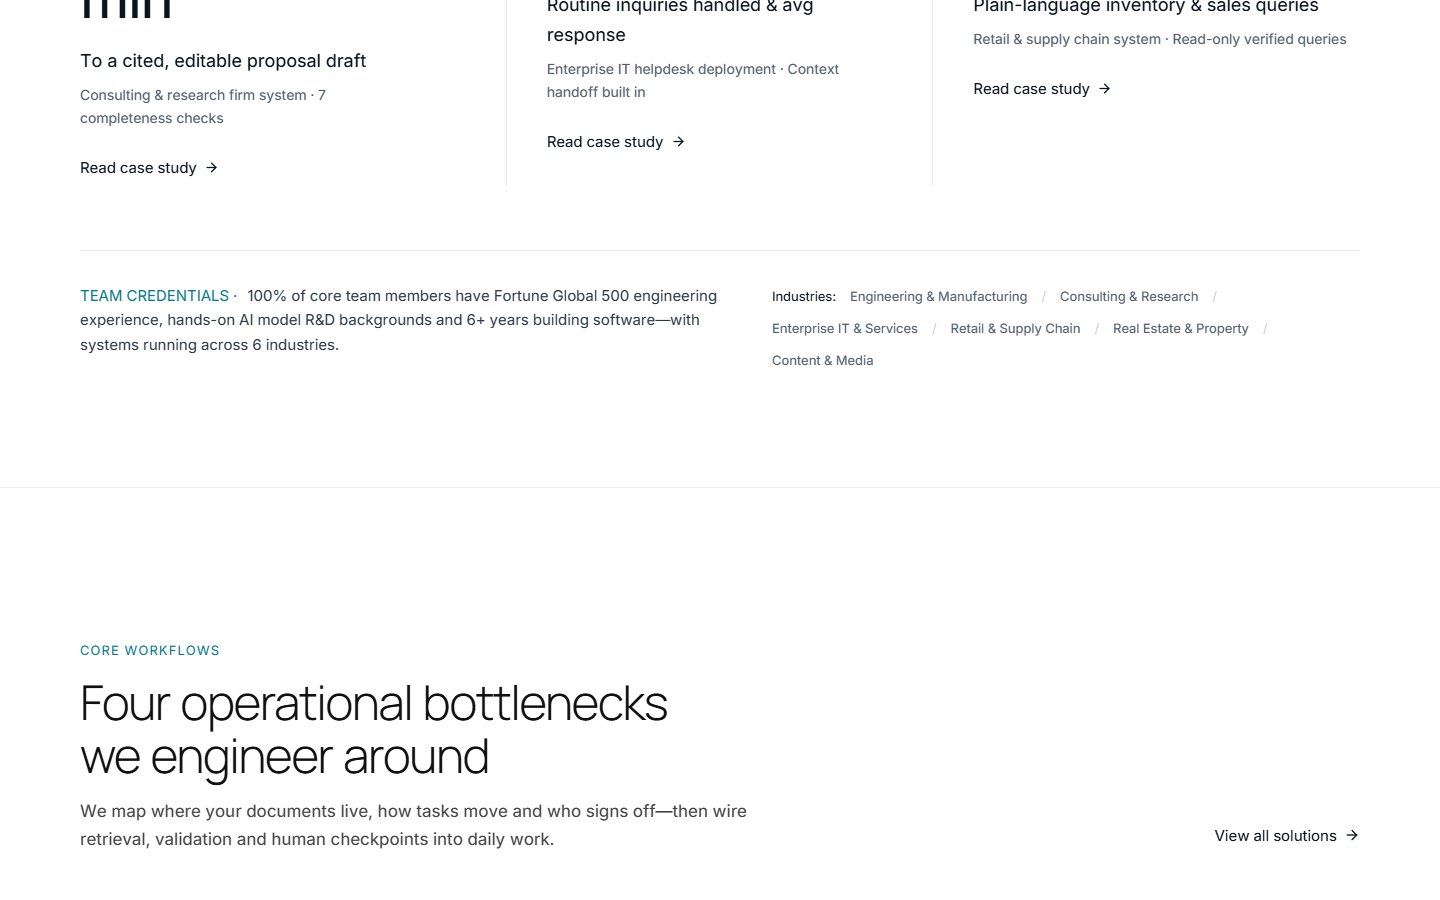 min
To a cited, editable proposal draft
Consulting & research firm system · 7
completeness checks
Read case study →
Routine inquiries handled & avg
response
Enterprise IT helpdesk deployment · Context
handoff built in
Read case study →
Plain-language inventory & sales queries
Retail & supply chain system · Read-only verified queries
Read case study →
TEAM CREDENTIALS · 100% of core team members have Fortune Global 500 engineering
experience, hands-on AI model R&D backgrounds and 6+ years building software—with
systems running across 6 industries.
Industries: Engineering & Manufacturing / Consulting & Research /
Enterprise IT & Services / Retail & Supply Chain / Real Estate & Property /
Content & Media
CORE WORKFLOWS
Four operational bottlenecks
we engineer around
We map where your documents live, how tasks move and who signs off—then wire
retrieval, validation and human checkpoints into daily work.
View all solutions →